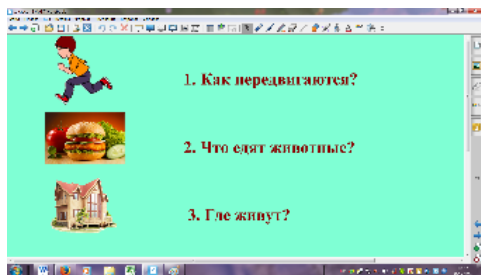 1. Как передвигаются?
2. Что едят животные?
3. Где живут?